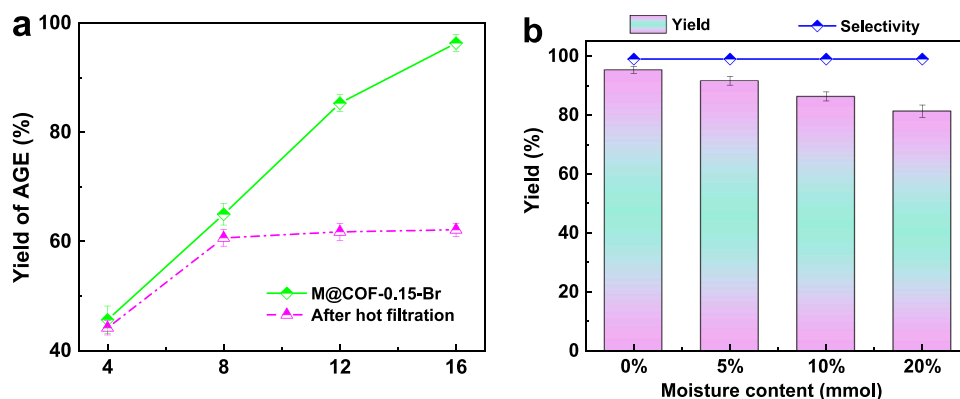 a
Yield of AGE (%)
100
80
60
40
4 8 12 16
M@COF-0.15-Br
After hot filtration
b
Yield Selectivity
Yield (%)
100
80
60
40
20
0
0% 5% 10% 20%
Moisture content (mmol)